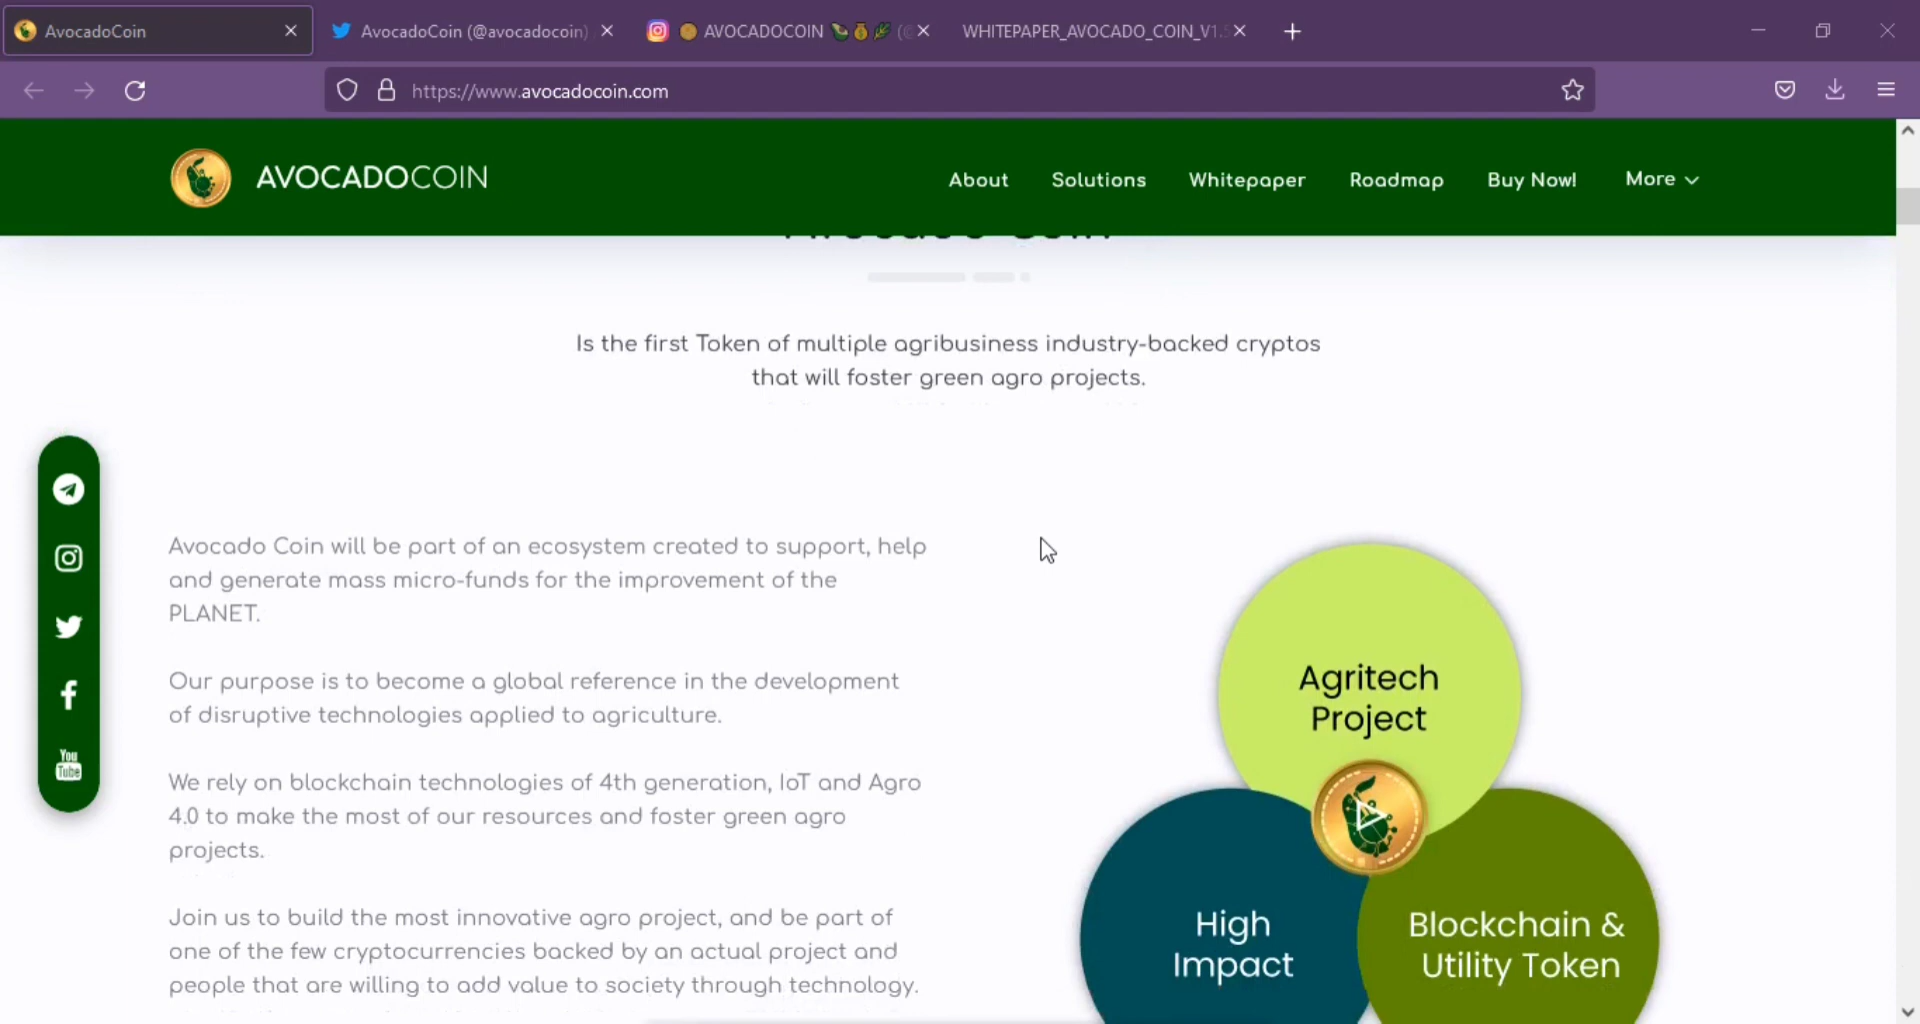 AvocadoCoin
AvocadoCoin (@avocadocoin)
AVOCADOCOIN
WHITEPAPER_AVOCADO_COIN_V1.5
https://www.avocadocoin.com
AVOCADOCOIN
About
Solutions
Whitepaper
Roadmap
Buy Now!
More
Avocado Coin
Is the first Token of multiple agribusiness industry-backed cryptos
that will foster green agro projects.
Avocado Coin will be part of an ecosystem created to support, help
and generate mass micro-funds for the improvement of the
PLANET.
Our purpose is to become a global reference in the development
of disruptive technologies applied to agriculture.
We rely on blockchain technologies of 4th generation, IoT and Agro
4.0 to make the most of our resources and foster green agro
projects.
Join us to build the most innovative agro project, and be part of
one of the few cryptocurrencies backed by an actual project and
people that are willing to add value to society through technology.
You
Tube
Agritech
Project
High
Impact
Blockchain &
Utility Token